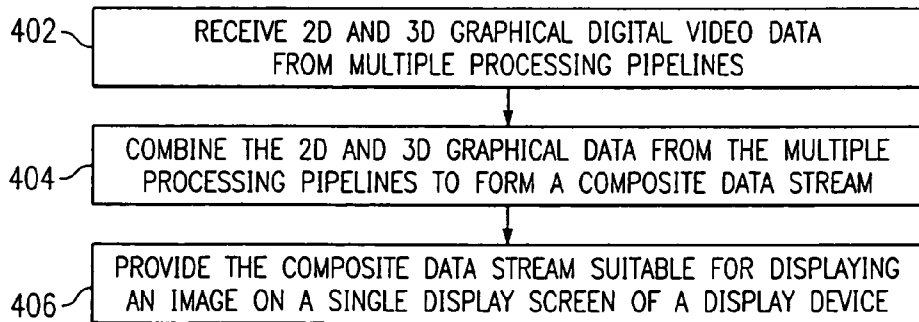 402
RECEIVE 2D AND 3D GRAPHICAL DIGITAL VIDEO DATA
FROM MULTIPLE PROCESSING PIPELINES
404
COMBINE THE 2D AND 3D GRAPHICAL DATA FROM THE MULTIPLE
PROCESSING PIPELINES TO FORM A COMPOSITE DATA STREAM
406
PROVIDE THE COMPOSITE DATA STREAM SUITABLE FOR DISPLAYING
AN IMAGE ON A SINGLE DISPLAY SCREEN OF A DISPLAY DEVICE